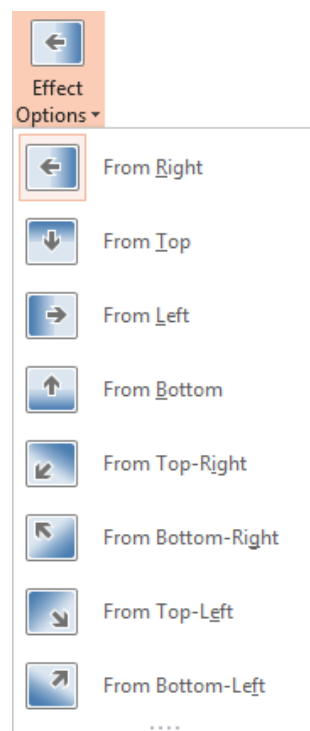 Effect
Options
From Right
From Top
From Left
From Bottom
From Top-Right
From Bottom-Right
From Top-Left
From Bottom-Left